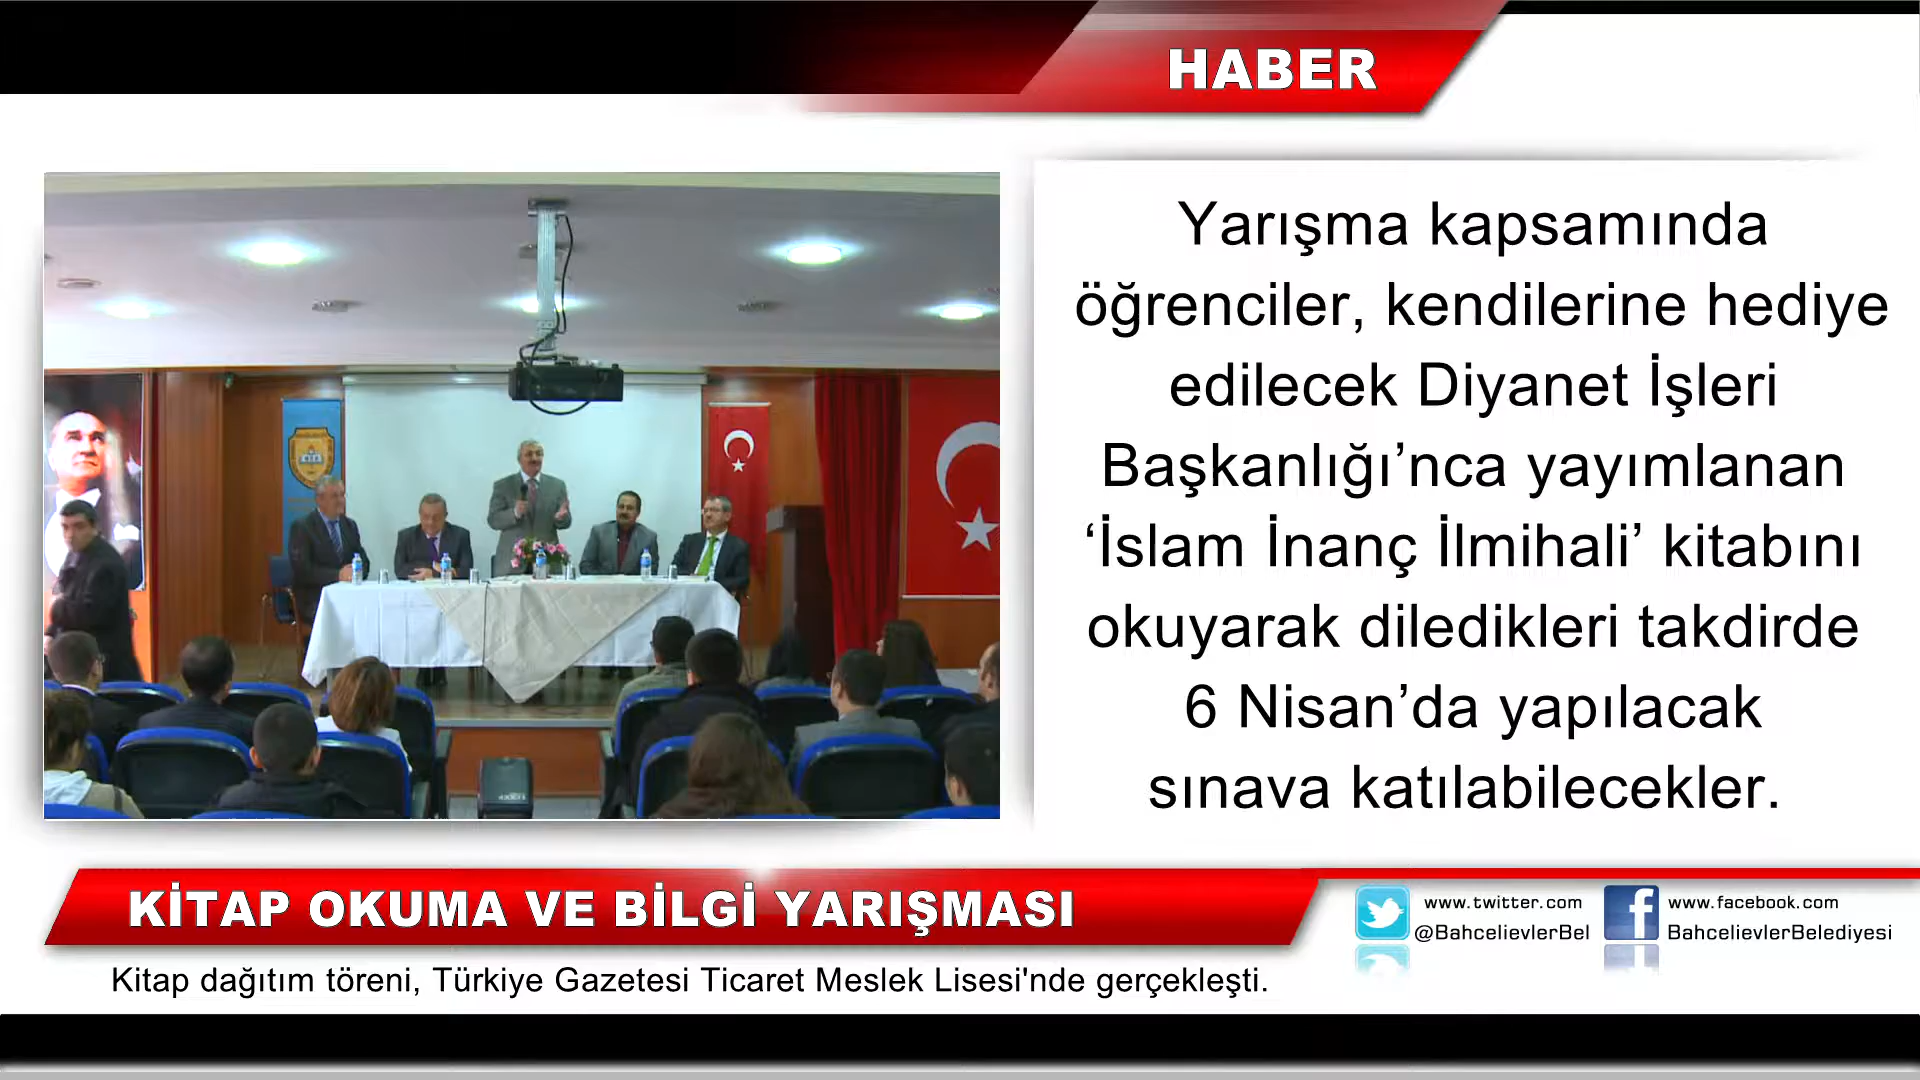 HABER
Yarışma kapsamında
öğrenciler, kendilerine hediye
edilecek Diyanet İşleri
Başkanlığı’nca yayımlanan
‘İslam İnanç İlmihali’ kitabını
okuyarak diledikleri takdirde
6 Nisan’da yapılacak
sınava katılabilecekler.
KİTAP OKUMA VE BİLGİ YARIŞMASI
Kitap dağıtım töreni, Türkiye Gazetesi Ticaret Meslek Lisesi'nde gerçekleşti.
www.twitter.com
@BahcelievlerBel
www.facebook.com
BahcelievlerBelediyesi